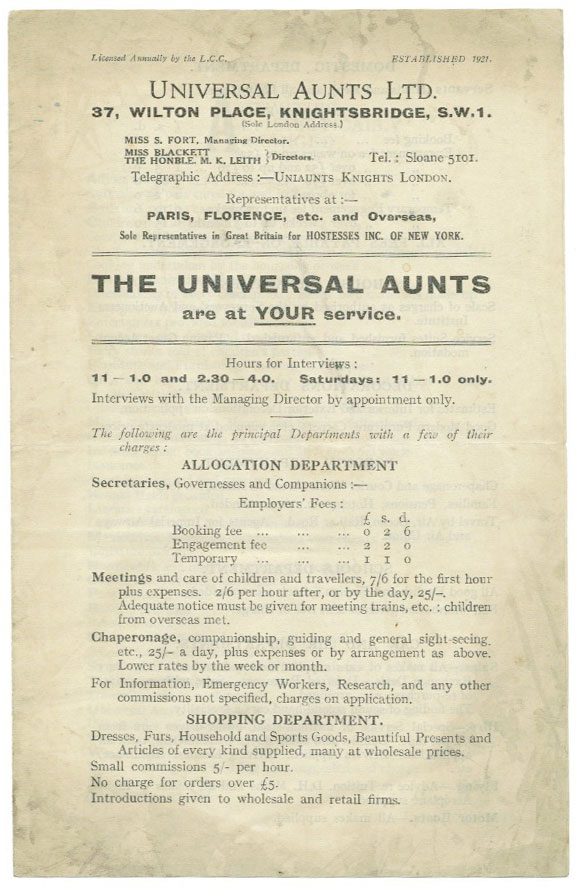 Licensed Annually by the L.C.C.
ESTABLISHED 1921.
UNIVERSAL AUNTS LTD.
37, WILTON PLACE, KNIGHTSBRIDGE, S.W.1.
(Sole London Address.)
MISS S. FORT, Managing Director.
MISS BLACKETT
THE HONBLE. M. K. LEITH } Directors.
Tel. : Sloane 5101.
Telegraphic Address :—UNIAUNTS KNIGHTS LONDON.
Representatives at :—
PARIS, FLORENCE, etc. and Overseas,
Sole Representatives in Great Britain for HOSTESSES INC. OF NEW YORK.
THE UNIVERSAL AUNTS
are at YOUR service.
Hours for Interviews :
11 — 1.0 and 2.30 — 4.0. Saturdays: 11 — 1.0 only.
Interviews with the Managing Director by appointment only.
The following are the principal Departments with a few of their
charges :
ALLOCATION DEPARTMENT
Secretaries, Governesses and Companions :—
Employers' Fees :
£ s. d.
Booking fee ... ... ... 0 2 6
Engagement fee ... ... 2 2 0
Temporary ... ... ... 1 1 0
Meetings and care of children and travellers, 7/6 for the first hour
plus expenses. 2/6 per hour after, or by the day, 25/-.
Adequate notice must be given for meeting trains, etc. : children
from overseas met.
Chaperonage, companionship, guiding and general sight-seeing.
etc., 25/- a day, plus expenses or by arrangement as above.
Lower rates by the week or month.
For Information, Emergency Workers, Research, and any other
commissions not specified, charges on application.
SHOPPING DEPARTMENT.
Dresses, Furs, Household and Sports Goods, Beautiful Presents and
Articles of every kind supplied, many at wholesale prices.
Small commissions 5/- per hour.
No charge for orders over £5.
Introductions given to wholesale and retail firms.